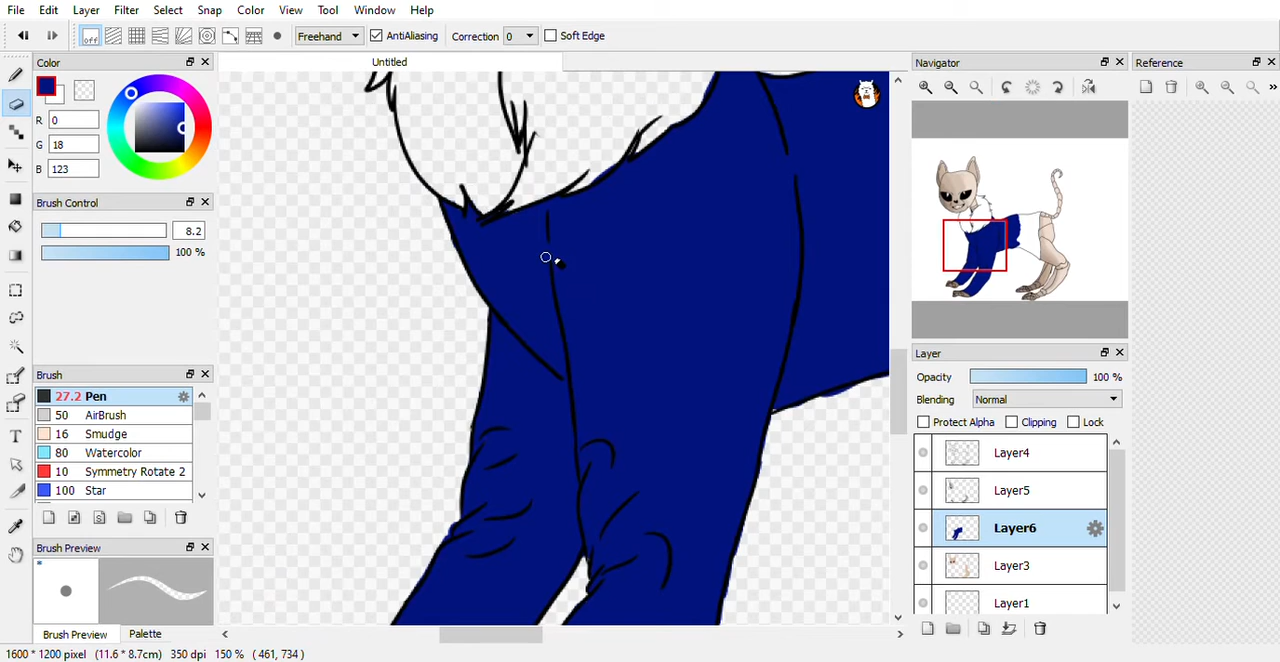 File Edit Layer Filter Select Snap Color View Tool Window Help
off Freehand AntiAliasing Correction 0 Soft Edge
Color
R 0
G 18
B 123
Brush Control
8.2
100 %
Brush
27.2 Pen
50 AirBrush
16 Smudge
80 Watercolor
10 Symmetry Rotate 2
100 Star
Brush Preview
Brush Preview Palette
Untitled
Navigator
Reference
Layer
Opacity 100 %
Blending Normal
Protect Alpha Clipping Lock
Layer4
Layer5
Layer6
Layer3
Layer1
1600 * 1200 pixel (11.6 * 8.7cm) 350 dpi 150 % ( 461, 734 )